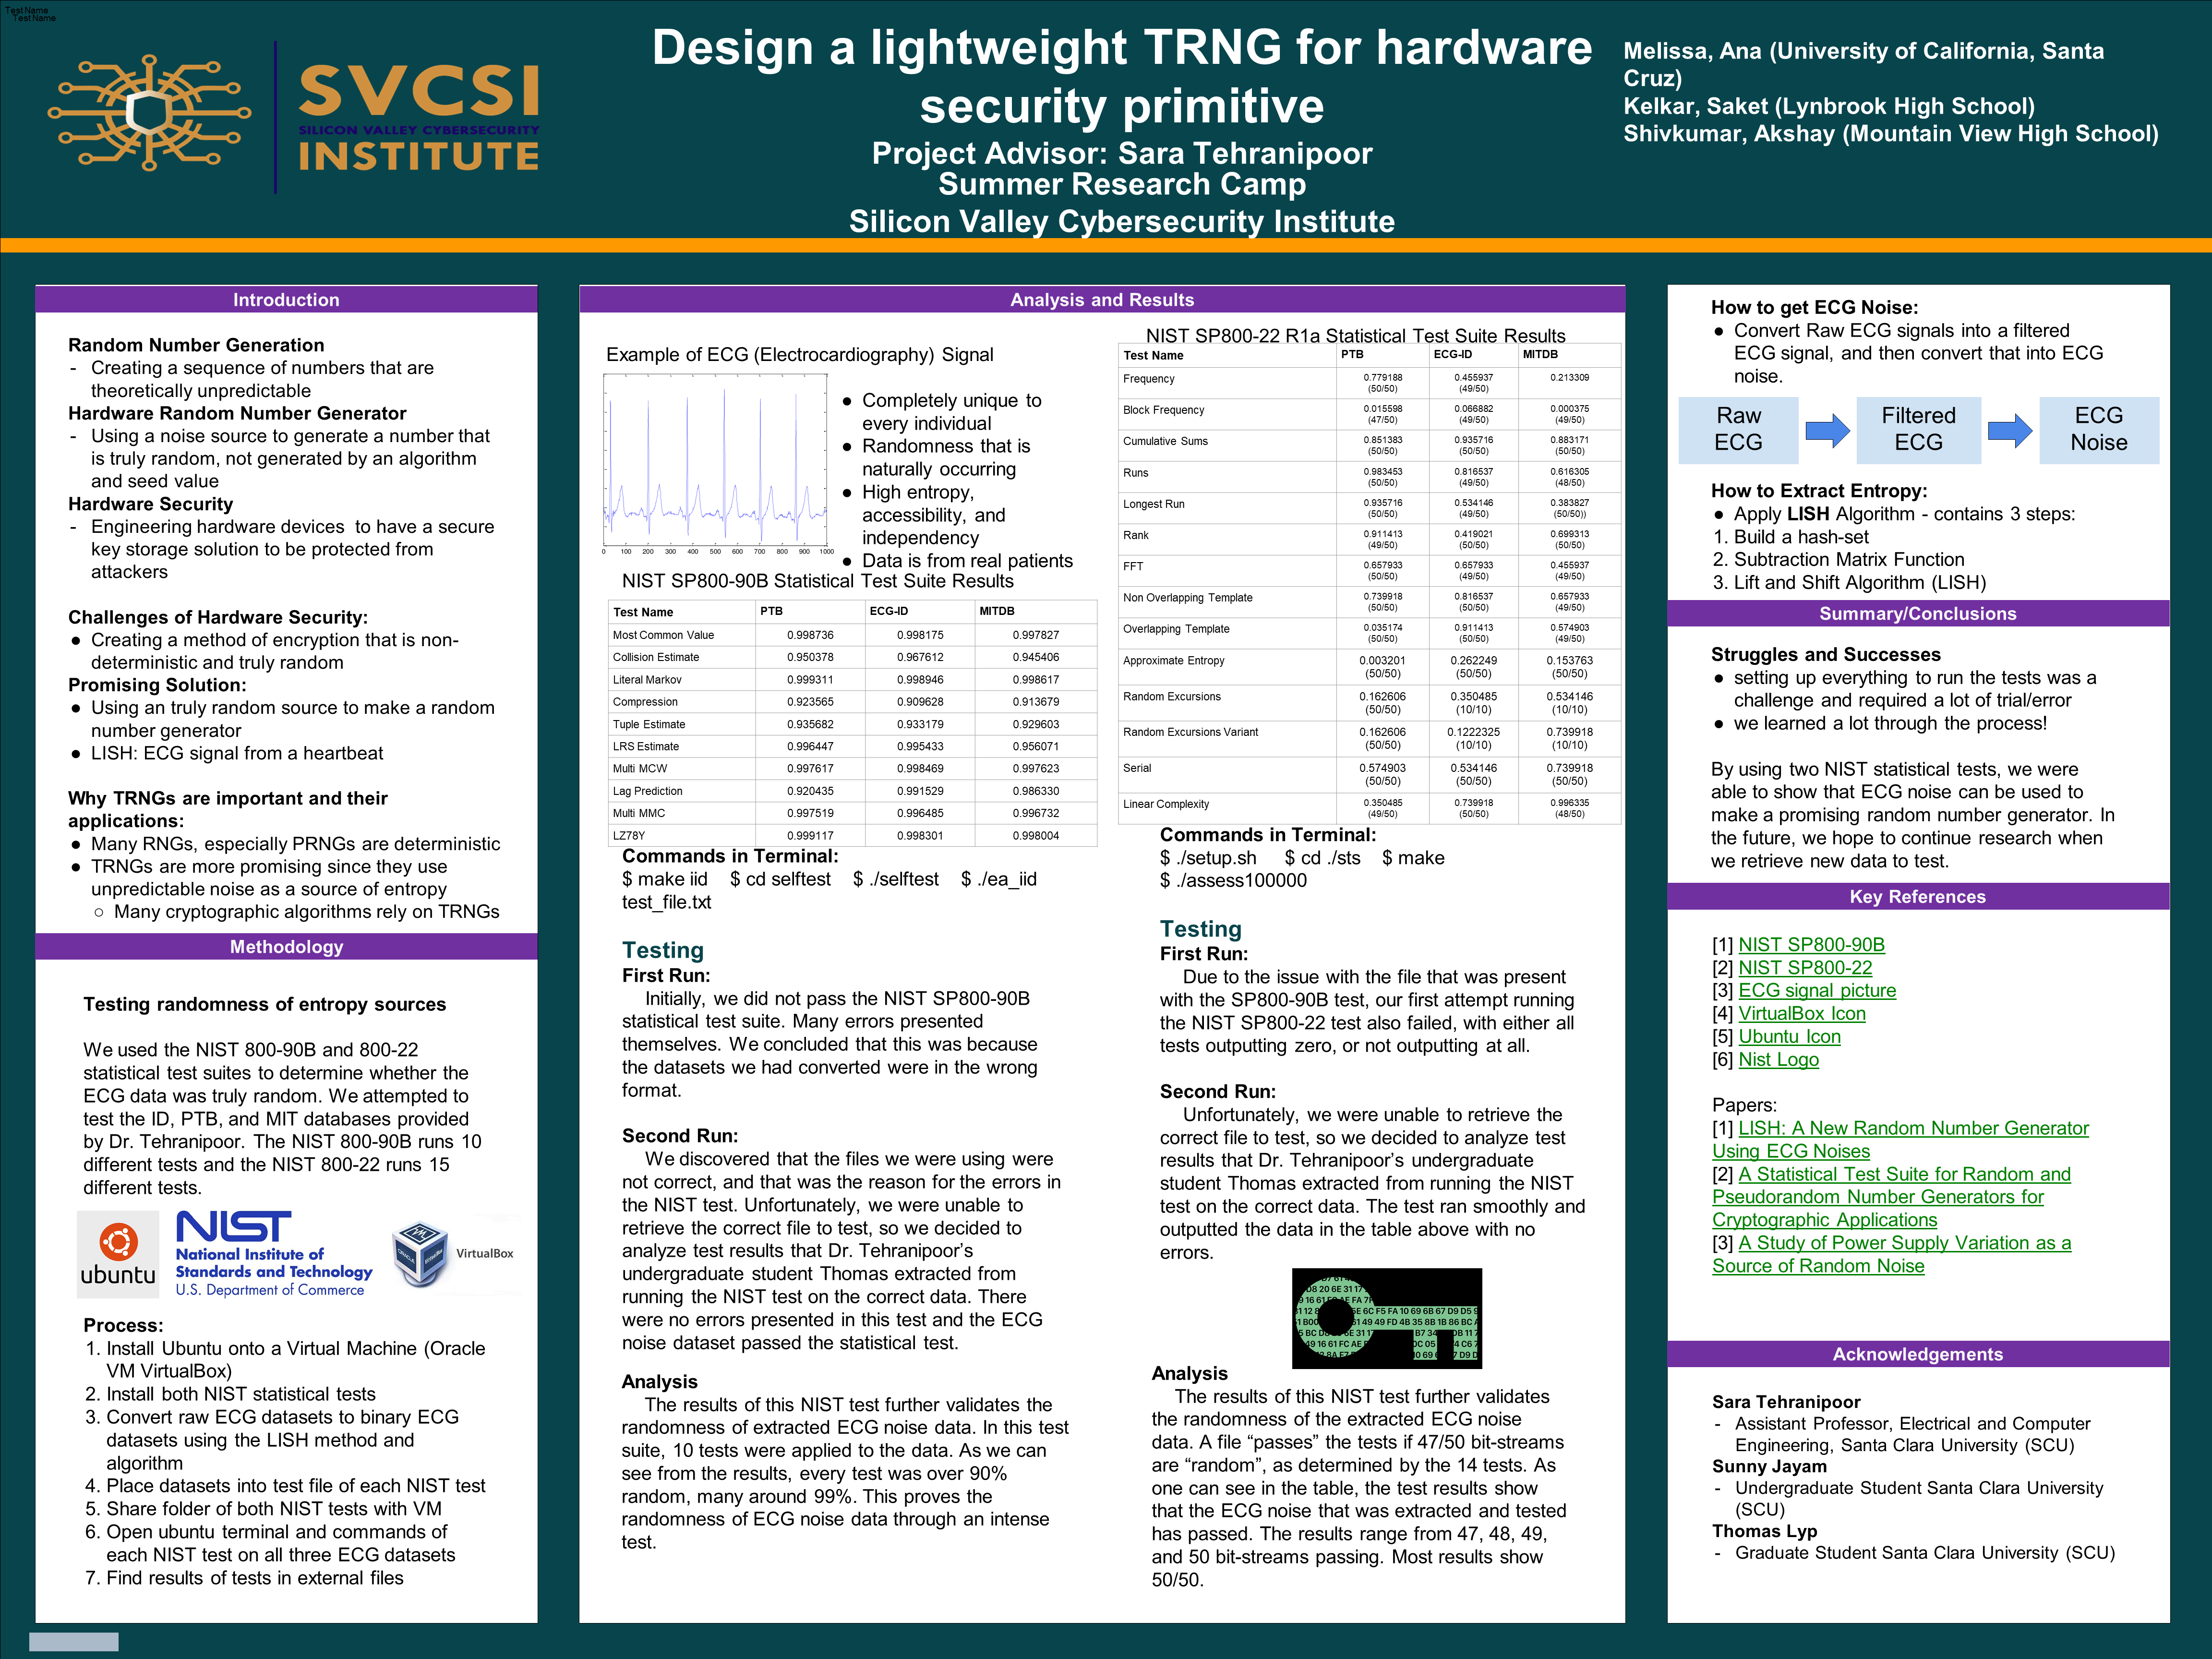 Test Name
Test Name
SVCSI
SILICON VALLEY CYBERSECURITY
INSTITUTE
Design a lightweight TRNG for hardware
security primitive
Project Advisor: Sara Tehranipoor
Summer Research Camp
Silicon Valley Cybersecurity Institute
Melissa, Ana (University of California, Santa
Cruz)
Kelkar, Saket (Lynbrook High School)
Shivkumar, Akshay (Mountain View High School)
Introduction
Random Number Generation
- Creating a sequence of numbers that are
theoretically unpredictable
Hardware Random Number Generator
- Using a noise source to generate a number that
is truly random, not generated by an algorithm
and seed value
Hardware Security
- Engineering hardware devices to have a secure
key storage solution to be protected from
attackers
Challenges of Hardware Security:
● Creating a method of encryption that is non-
deterministic and truly random
Promising Solution:
● Using an truly random source to make a random
number generator
● LISH: ECG signal from a heartbeat
Why TRNGs are important and their
applications:
● Many RNGs, especially PRNGs are deterministic
● TRNGs are more promising since they use
unpredictable noise as a source of entropy
○ Many cryptographic algorithms rely on TRNGs
Methodology
Testing randomness of entropy sources
We used the NIST 800-90B and 800-22
statistical test suites to determine whether the
ECG data was truly random. We attempted to
test the ID, PTB, and MIT databases provided
by Dr. Tehranipoor. The NIST 800-90B runs 10
different tests and the NIST 800-22 runs 15
different tests.
ubuntu
NIST
National Institute of
Standards and Technology
U.S. Department of Commerce
VM
ORACLE
VirtualBox
Process:
1. Install Ubuntu onto a Virtual Machine (Oracle
VM VirtualBox)
2. Install both NIST statistical tests
3. Convert raw ECG datasets to binary ECG
datasets using the LISH method and
algorithm
4. Place datasets into test file of each NIST test
5. Share folder of both NIST tests with VM
6. Open ubuntu terminal and commands of
each NIST test on all three ECG datasets
7. Find results of tests in external files
Analysis and Results
Example of ECG (Electrocardiography) Signal
0 100 200 300 400 500 600 700 800 900 1000
● Completely unique to
every individual
● Randomness that is
naturally occurring
● High entropy,
accessibility, and
independency
● Data is from real patients
NIST SP800-90B Statistical Test Suite Results
Test Name PTB ECG-ID MITDB
Most Common Value 0.998736 0.998175 0.997827
Collision Estimate 0.950378 0.967612 0.945406
Literal Markov 0.999311 0.998946 0.998617
Compression 0.923565 0.909628 0.913679
Tuple Estimate 0.935682 0.933179 0.929603
LRS Estimate 0.996447 0.995433 0.956071
Multi MCW 0.997617 0.998469 0.997623
Lag Prediction 0.920435 0.991529 0.986330
Multi MMC 0.997519 0.996485 0.996732
LZ78Y 0.999117 0.998301 0.998004
Commands in Terminal:
$ make iid $ cd selftest $ ./selftest $ ./ea_iid
test_file.txt
Testing
First Run:
Initially, we did not pass the NIST SP800-90B
statistical test suite. Many errors presented
themselves. We concluded that this was because
the datasets we had converted were in the wrong
format.
Second Run:
We discovered that the files we were using were
not correct, and that was the reason for the errors in
the NIST test. Unfortunately, we were unable to
retrieve the correct file to test, so we decided to
analyze test results that Dr. Tehranipoor's
undergraduate student Thomas extracted from
running the NIST test on the correct data. There
were no errors presented in this test and the ECG
noise dataset passed the statistical test.
Analysis
The results of this NIST test further validates the
randomness of extracted ECG noise data. In this test
suite, 10 tests were applied to the data. As we can
see from the results, every test was over 90%
random, many around 99%. This proves the
randomness of ECG noise data through an intense
test.
NIST SP800-22 R1a Statistical Test Suite Results
Test Name PTB ECG-ID MITDB
Frequency 0.779188 0.455937 0.213309
(50/50) (49/50)
Block Frequency 0.015598 0.066882 0.000375
(47/50) (49/50) (49/50)
Cumulative Sums 0.851383 0.935716 0.883171
(50/50) (50/50) (50/50)
Runs 0.983453 0.816537 0.616305
(50/50) (49/50) (48/50)
Longest Run 0.935716 0.534146 0.383827
(50/50) (49/50) (50/50))
Rank 0.911413 0.419021 0.699313
(49/50) (50/50) (50/50)
FFT 0.657933 0.657933 0.455937
(50/50) (49/50) (49/50)
Non Overlapping Template 0.739918 0.816537 0.657933
(50/50) (50/50) (49/50)
Overlapping Template 0.035174 0.911413 0.574903
(50/50) (50/50) (49/50)
Approximate Entropy 0.003201 0.262249 0.153763
(50/50) (50/50) (50/50)
Random Excursions 0.162606 0.350485 0.534146
(50/50) (10/10) (10/10)
Random Excursions Variant 0.162606 0.1222325 0.739918
(50/50) (10/10) (10/10)
Serial 0.574903 0.534146 0.739918
(50/50) (50/50) (50/50)
Linear Complexity 0.350485 0.739918 0.996335
(49/50) (50/50) (48/50)
Commands in Terminal:
$ ./setup.sh $ cd ./sts $ make
$ ./assess100000
Testing
First Run:
Due to the issue with the file that was present
with the SP800-90B test, our first attempt running
the NIST SP800-22 test also failed, with either all
tests outputting zero, or not outputting at all.
Second Run:
Unfortunately, we were unable to retrieve the
correct file to test, so we decided to analyze test
results that Dr. Tehranipoor's undergraduate
student Thomas extracted from running the NIST
test on the correct data. The test ran smoothly and
outputted the data in the table above with no
errors.
Analysis
The results of this NIST test further validates
the randomness of the extracted ECG noise
data. A file “passes” the tests if 47/50 bit-streams
are “random”, as determined by the 14 tests. As
one can see in the table, the test results show
that the ECG noise that was extracted and tested
has passed. The results range from 47, 48, 49,
and 50 bit-streams passing. Most results show
50/50.
How to get ECG Noise:
● Convert Raw ECG signals into a filtered
ECG signal, and then convert that into ECG
noise.
Raw
ECG
Filtered
ECG
ECG
Noise
How to Extract Entropy:
● Apply LISH Algorithm - contains 3 steps:
1. Build a hash-set
2. Subtraction Matrix Function
3. Lift and Shift Algorithm (LISH)
Summary/Conclusions
Struggles and Successes
● setting up everything to run the tests was a
challenge and required a lot of trial/error
● we learned a lot through the process!
By using two NIST statistical tests, we were
able to show that ECG noise can be used to
make a promising random number generator. In
the future, we hope to continue research when
we retrieve new data to test.
Key References
[1] NIST SP800-90B
[2] NIST SP800-22
[3] ECG signal picture
[4] VirtualBox Icon
[5] Ubuntu Icon
[6] Nist Logo
Papers:
[1] LISH: A New Random Number Generator
Using ECG Noises
[2] A Statistical Test Suite for Random and
Pseudorandom Number Generators for
Cryptographic Applications
[3] A Study of Power Supply Variation as a
Source of Random Noise
Acknowledgements
Sara Tehranipoor
- Assistant Professor, Electrical and Computer
Engineering, Santa Clara University (SCU)
Sunny Jayam
- Undergraduate Student Santa Clara University
(SCU)
Thomas Lyp
- Graduate Student Santa Clara University (SCU)